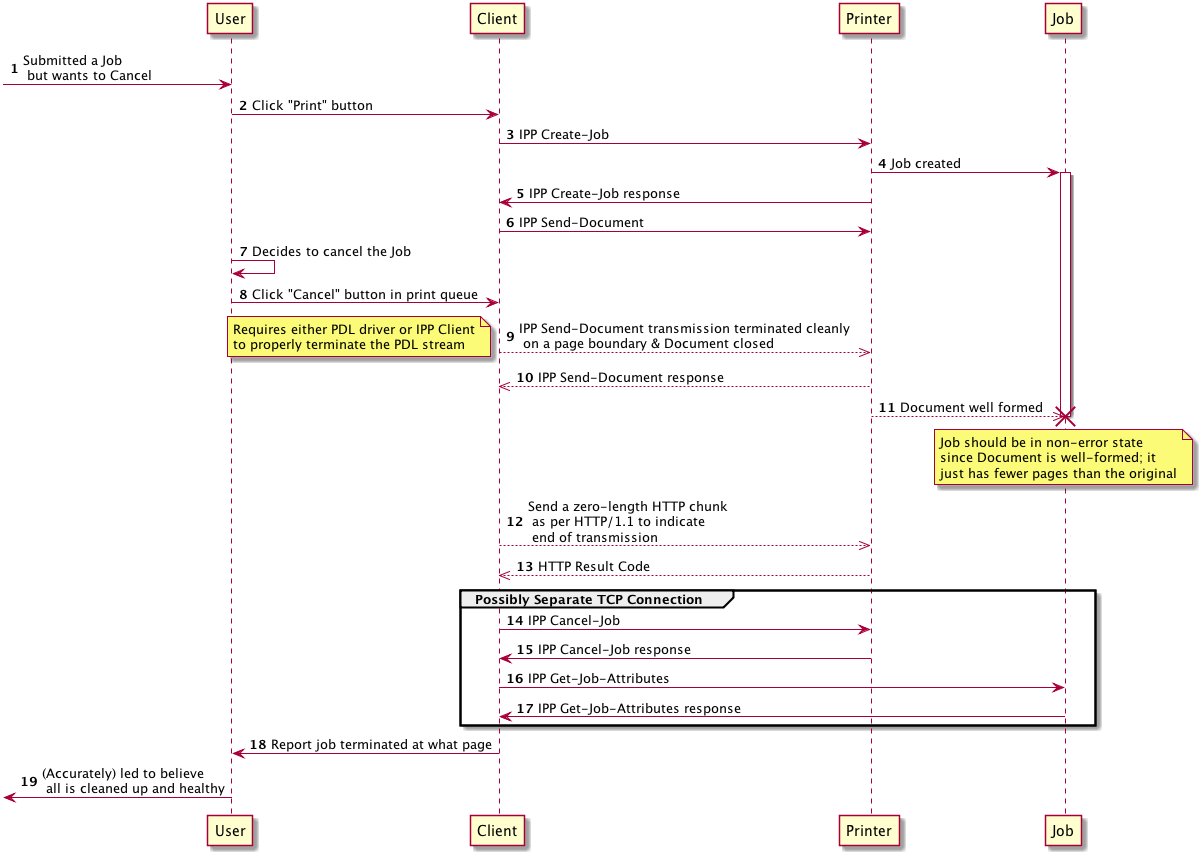 User
Client
Printer
Job
1 Submitted a Job
but wants to Cancel
2 Click "Print" button
3 IPP Create-Job
4 Job created
5 IPP Create-Job response
6 IPP Send-Document
7 Decides to cancel the Job
8 Click "Cancel" button in print queue
Requires either PDL driver or IPP Client
to properly terminate the PDL stream
9 IPP Send-Document transmission terminated cleanly
on a page boundary & Document closed
10 IPP Send-Document response
11 Document well formed
Job should be in non-error state
since Document is well-formed; it
just has fewer pages than the original
12 Send a zero-length HTTP chunk
as per HTTP/1.1 to indicate
end of transmission
13 HTTP Result Code
Possibly Separate TCP Connection
14 IPP Cancel-Job
15 IPP Cancel-Job response
16 IPP Get-Job-Attributes
17 IPP Get-Job-Attributes response
18 Report job terminated at what page
19 (Accurately) led to believe
all is cleaned up and healthy
User
Client
Printer
Job